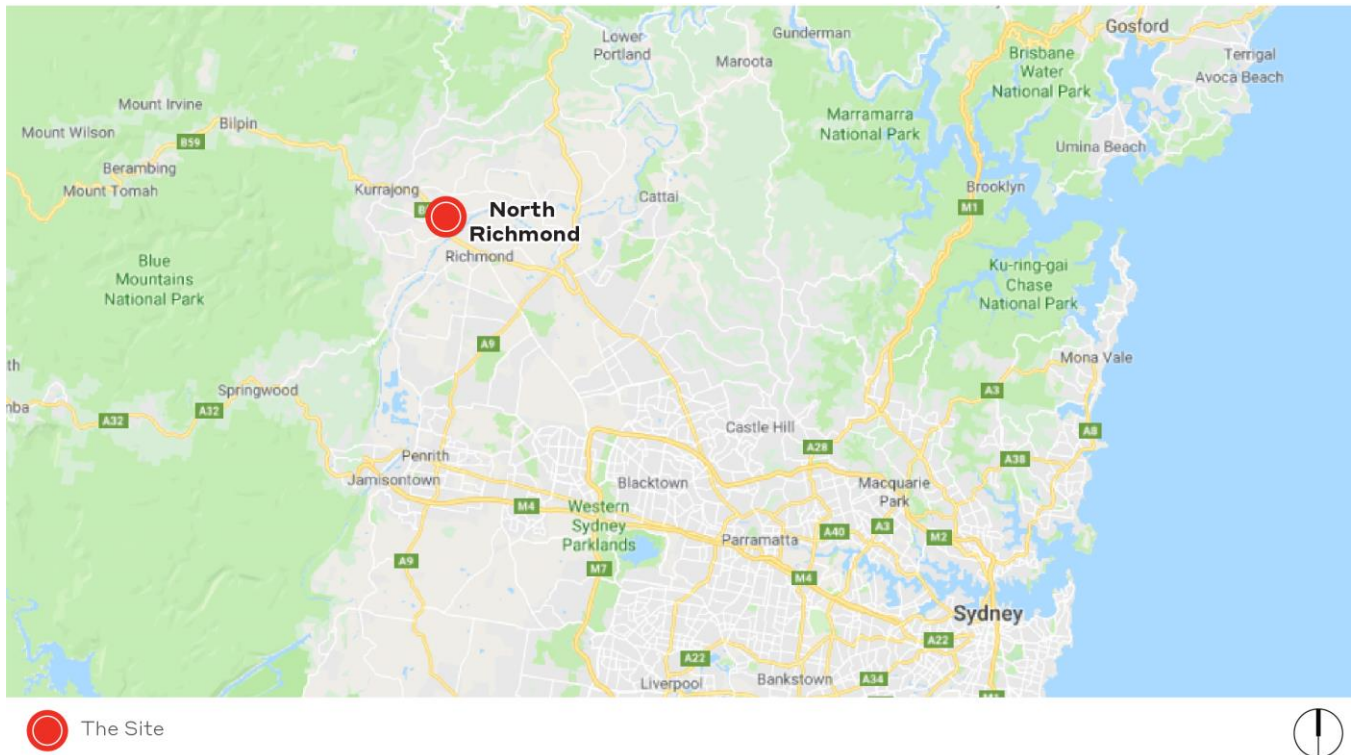 Gosford
Gunderman
Lower
Portland
Maroota
Brisbane
Water
National Park
Terrigal
Avoca Beach
Mount Irvine
Bilpin
Mount Wilson
B59
Marramarra
National Park
Umina Beach
Berambing
Mount Tomah
Kurrajong
Cattai
Brooklyn
M1
North
Richmond
Richmond
Blue
Mountains
National Park
Ku-ring-gai
Chase
National Park
A9
Mona Vale
th
Springwood
A3
mba
A32
A32
Castle Hill
A28
A8
A38
Penrith
Jamisontown
Blacktown
Macquarie
Park
M4
Western
Sydney
Parklands
A40
A3
M2
Parramatta
A9
M7
M4
Sydney
A22
A22
Liverpool
Bankstown
A34
The Site